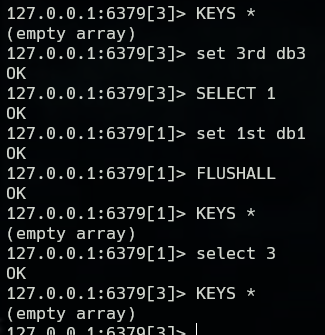 127.0.0.1:6379[3]> KEYS *
(empty array)
127.0.0.1:6379[3]> set 3rd db3
OK
127.0.0.1:6379[3]> SELECT 1
OK
127.0.0.1:6379[1]> set 1st db1
OK
127.0.0.1:6379[1]> FLUSHALL
OK
127.0.0.1:6379[1]> KEYS *
(empty array)
127.0.0.1:6379[1]> select 3
OK
127.0.0.1:6379[3]> KEYS *
(empty array)
127.0.0.1:6379[3]>